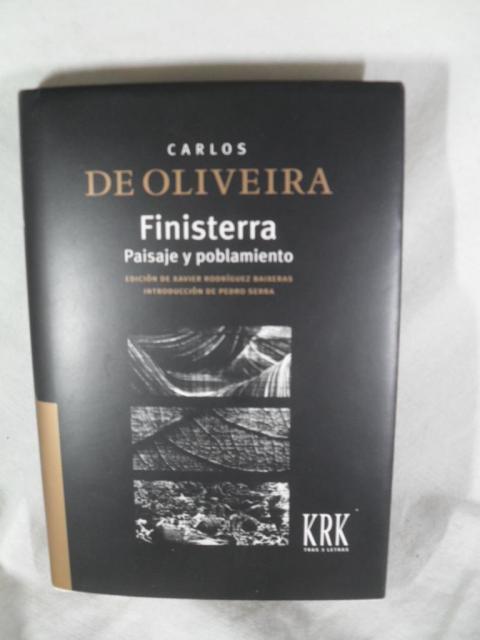 CARLOS
DE OLIVEIRA
Finisterra
Paisaje y poblamiento
EDICIÓN DE XAVIER RODRÍGUEZ BAIXERAS
INTRODUCCIÓN DE PEDRO SERRA
KRK
TRAS 3 LETRAS